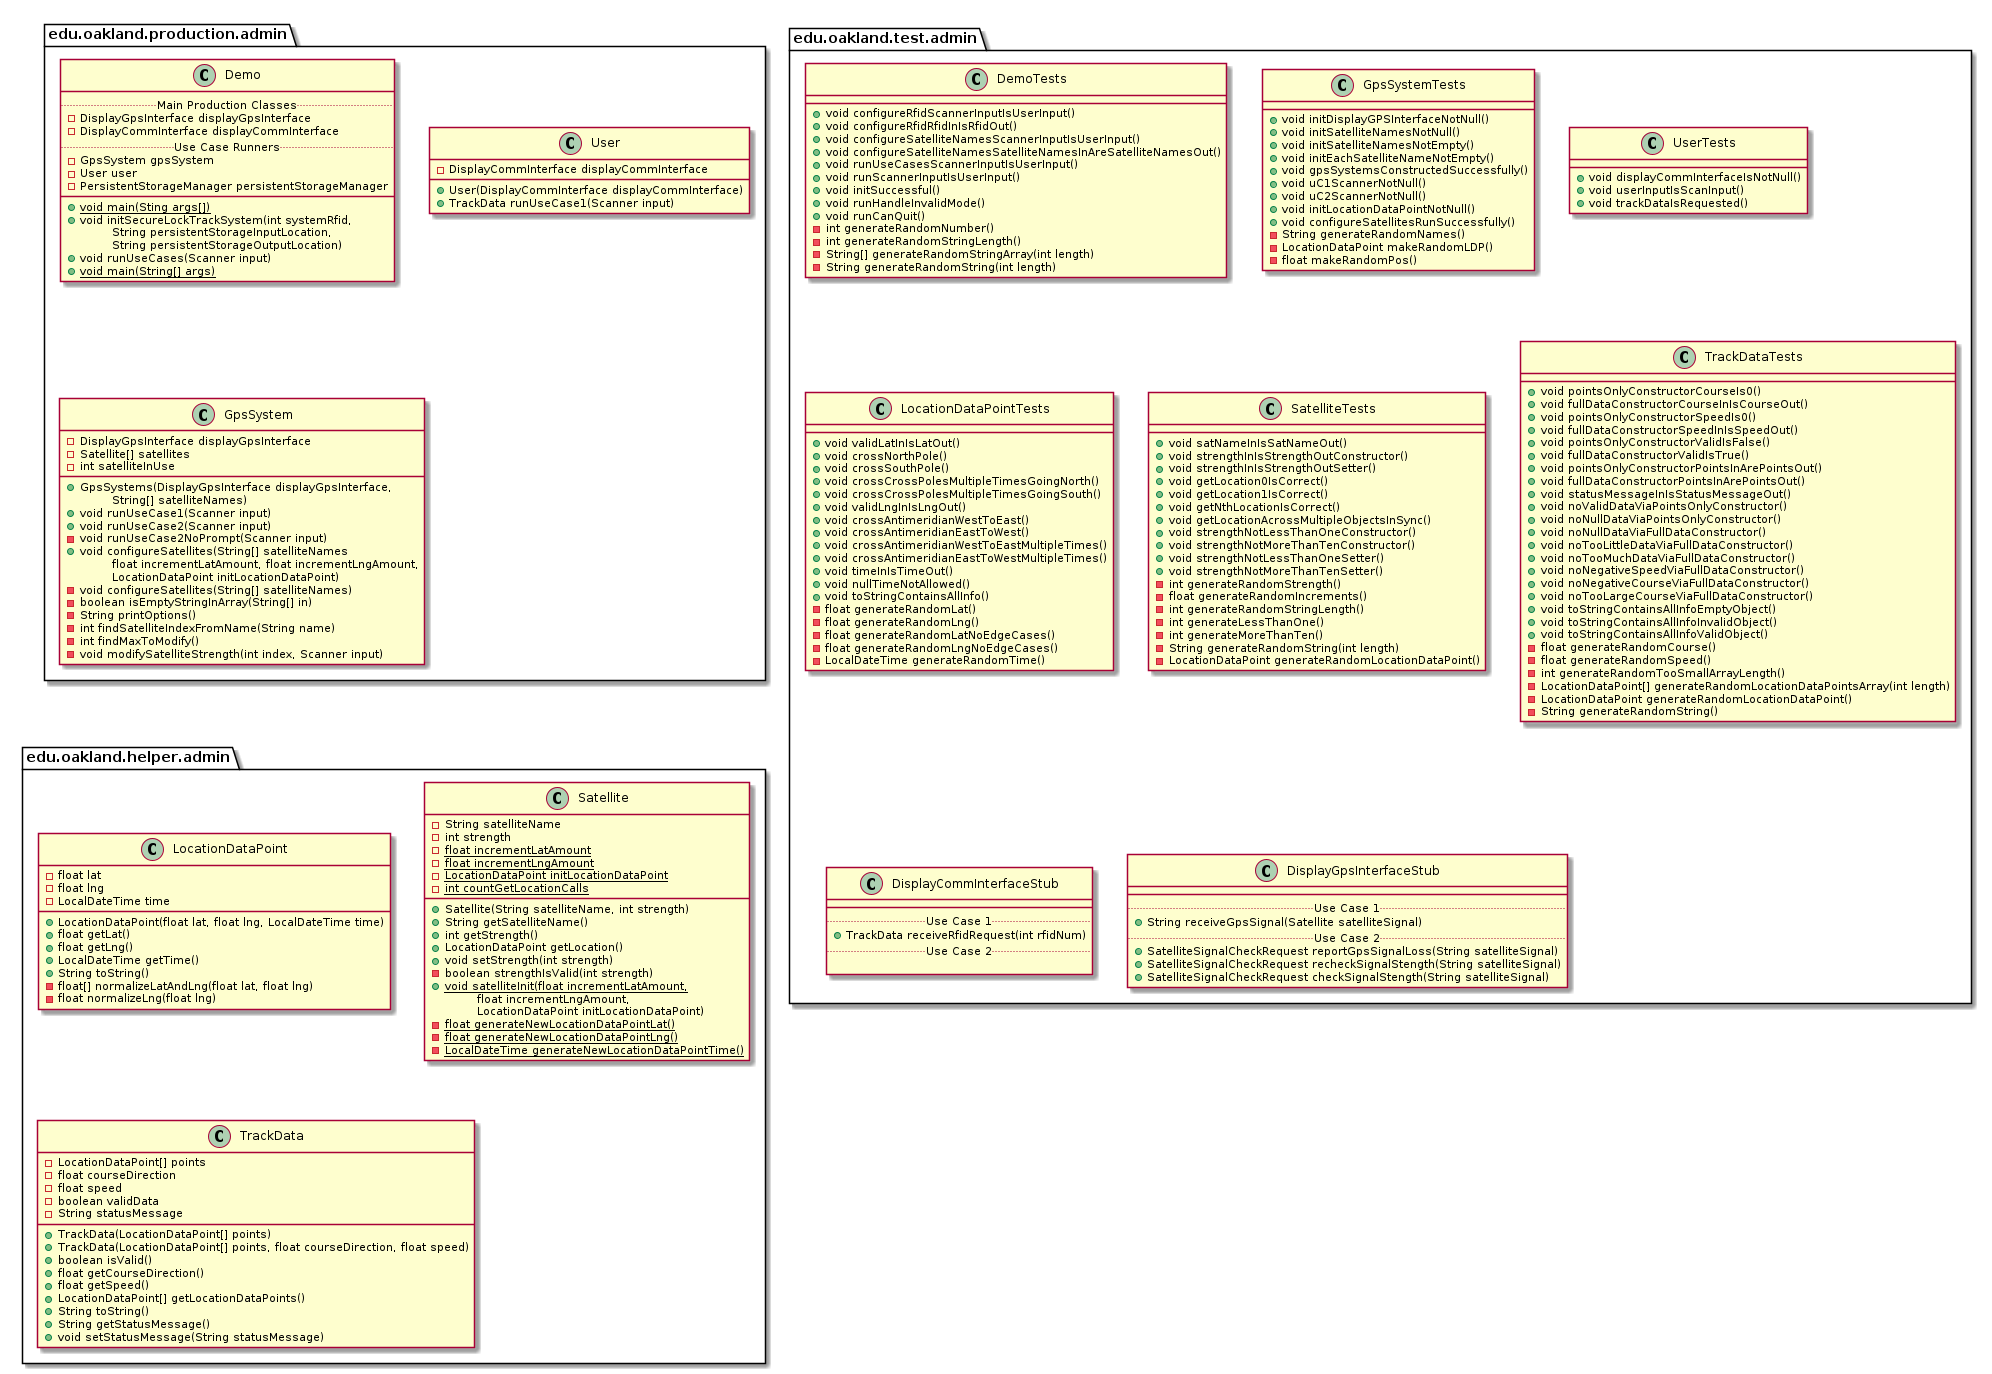 edu.oakland.production.admin
C Demo
Main Production Classes
DisplayGpsInterface displayGpsInterface
DisplayCommInterface displayCommInterface
Use Case Runners
GpsSystem gpsSystem
User user
PersistentStorageManager persistentStorageManager
void main(Sting args[])
void initSecureLockTrackSystem(int systemRfid,
String persistentStorageInputLocation,
String persistentStorageOutputLocation)
void runUseCases(Scanner input)
void main(String[] args)
C User
DisplayCommInterface displayCommInterface
User(DisplayCommInterface displayCommInterface)
TrackData runUseCase1(Scanner input)
C GpsSystem
DisplayGpsInterface displayGpsInterface
Satellite[] satellites
int satelliteInUse
GpsSystems(DisplayGpsInterface displayGpsInterface,
String[] satelliteNames)
void runUseCase1(Scanner input)
void runUseCase2(Scanner input)
void runUseCase2NoPrompt(Scanner input)
void configureSatellites(String[] satelliteNames
float incrementLatAmount, float incrementLngAmount,
LocationDataPoint initLocationDataPoint)
void configureSatellites(String[] satelliteNames)
boolean isEmptyStringInArray(String[] in)
String printOptions()
int findSatelliteIndexFromName(String name)
int findMaxToModify()
void modifySatelliteStrength(int index, Scanner input)
edu.oakland.test.admin
C DemoTests
void configureRfidScannerInputIsUserInput()
void configureRfidRfidInIsRfidOut()
void configureSatelliteNamesScannerInputIsUserInput()
void configureSatelliteNamesSatelliteNamesInAreSatelliteNamesOut()
void runUseCasesScannerInputIsUserInput()
void runScannerInputIsUserInput()
void initSuccessful()
void runHandleInvalidMode()
void runCanQuit()
int generateRandomNumber()
int generateRandomStringLength()
String[] generateRandomStringArray(int length)
String generateRandomString(int length)
C GpsSystemTests
void initDisplayGPSInterfaceNotNull()
void initSatelliteNamesNotNull()
void initSatelliteNamesNotEmpty()
void initEachSatelliteNameNotEmpty()
void gpsSystemsConstructedSuccessfully()
void uC1ScannerNotNull()
void uC2ScannerNotNull()
void initLocationDataPointNotNull()
void configureSatellitesRunSuccessfully()
String generateRandomNames()
LocationDataPoint makeRandomLDP()
float makeRandomPos()
C UserTests
void displayCommInterfaceIsNotNull()
void userInputIsScanInput()
void trackDataIsRequested()
C LocationDataPointTests
void validLatInIsLatOut()
void crossNorthPole()
void crossSouthPole()
void crossCrossPolesMultipleTimesGoingNorth()
void crossCrossPolesMultipleTimesGoingSouth()
void validLngInIsLngOut()
void crossAntimeridianWestToEast()
void crossAntimeridianEastToWest()
void crossAntimeridianWestToEastMultipleTimes()
void crossAntimeridianEastToWestMultipleTimes()
void timeInIsTimeOut()
void nullTimeNotAllowed()
void toStringContainsAllInfo()
float generateRandomLat()
float generateRandomLng()
float generateRandomLatNoEdgeCases()
float generateRandomLngNoEdgeCases()
LocalDateTime generateRandomTime()
C SatelliteTests
void satNameInIsSatNameOut()
void strengthInIsStrengthOutConstructor()
void strengthInIsStrengthOutSetter()
void getLocation0IsCorrect()
void getLocation1IsCorrect()
void getNthLocationIsCorrect()
void getLocationAcrossMultipleObjectsInSync()
void strengthNotLessThanOneConstructor()
void strengthNotMoreThanTenConstructor()
void strengthNotLessThanOneSetter()
void strengthNotMoreThanTenSetter()
int generateRandomStrength()
float generateRandomIncrements()
int generateRandomStringLength()
int generateLessThanOne()
int generateMoreThanTen()
String generateRandomString(int length)
LocationDataPoint generateRandomLocationDataPoint()
C TrackDataTests
void pointsOnlyConstructorCourseIs0()
void fullDataConstructorCourseInIsCourseOut()
void pointsOnlyConstructorSpeedIs0()
void fullDataConstructorSpeedInIsSpeedOut()
void pointsOnlyConstructorValidIsFalse()
void fullDataConstructorValidIsTrue()
void pointsOnlyConstructorPointsInArePointsOut()
void fullDataConstructorPointsInArePointsOut()
void statusMessageInIsStatusMessageOut()
void noValidDataViaPointsOnlyConstructor()
void noNullDataViaPointsOnlyConstructor()
void noNullDataViaFullDataConstructor()
void noTooLittleDataViaFullDataConstructor()
void noTooMuchDataViaFullDataConstructor()
void noNegativeSpeedViaFullDataConstructor()
void noNegativeCourseViaFullDataConstructor()
void noTooLargeCourseViaFullDataConstructor()
void toStringContainsAllInfoEmptyObject()
void toStringContainsAllInfoInvalidObject()
void toStringContainsAllInfoValidObject()
float generateRandomCourse()
float generateRandomSpeed()
int generateRandomTooSmallArrayLength()
LocationDataPoint[] generateRandomLocationDataPointsArray(int length)
LocationDataPoint generateRandomLocationDataPoint()
String generateRandomString()
C DisplayCommInterfaceStub
Use Case 1
TrackData receiveRfidRequest(int rfidNum)
Use Case 2
C DisplayGpsInterfaceStub
Use Case 1
String receiveGpsSignal(Satellite satelliteSignal)
Use Case 2
SatelliteSignalCheckRequest reportGpsSignalLoss(String satelliteSignal)
SatelliteSignalCheckRequest recheckSignalStength(String satelliteSignal)
SatelliteSignalCheckRequest checkSignalStength(String satelliteSignal)
edu.oakland.helper.admin
C LocationDataPoint
float lat
float lng
LocalDateTime time
LocationDataPoint(float lat, float lng, LocalDateTime time)
float getLat()
float getLng()
LocalDateTime getTime()
String toString()
float[] normalizeLatAndLng(float lat, float lng)
float normalizeLng(float lng)
C Satellite
String satelliteName
int strength
float incrementLatAmount
float incrementLngAmount
LocationDataPoint initLocationDataPoint
int countGetLocationCalls
Satellite(String satelliteName, int strength)
String getSatelliteName()
int getStrength()
LocationDataPoint getLocation()
void setStrength(int strength)
boolean strengthIsValid(int strength)
void satelliteInit(float incrementLatAmount,
float incrementLngAmount,
LocationDataPoint initLocationDataPoint)
float generateNewLocationDataPointLat()
float generateNewLocationDataPointLng()
LocalDateTime generateNewLocationDataPointTime()
C TrackData
LocationDataPoint[] points
float courseDirection
float speed
boolean validData
String statusMessage
TrackData(LocationDataPoint[] points)
TrackData(LocationDataPoint[] points, float courseDirection, float speed)
boolean isValid()
float getCourseDirection()
float getSpeed()
LocationDataPoint[] getLocationDataPoints()
String toString()
String getStatusMessage()
void setStatusMessage(String statusMessage)